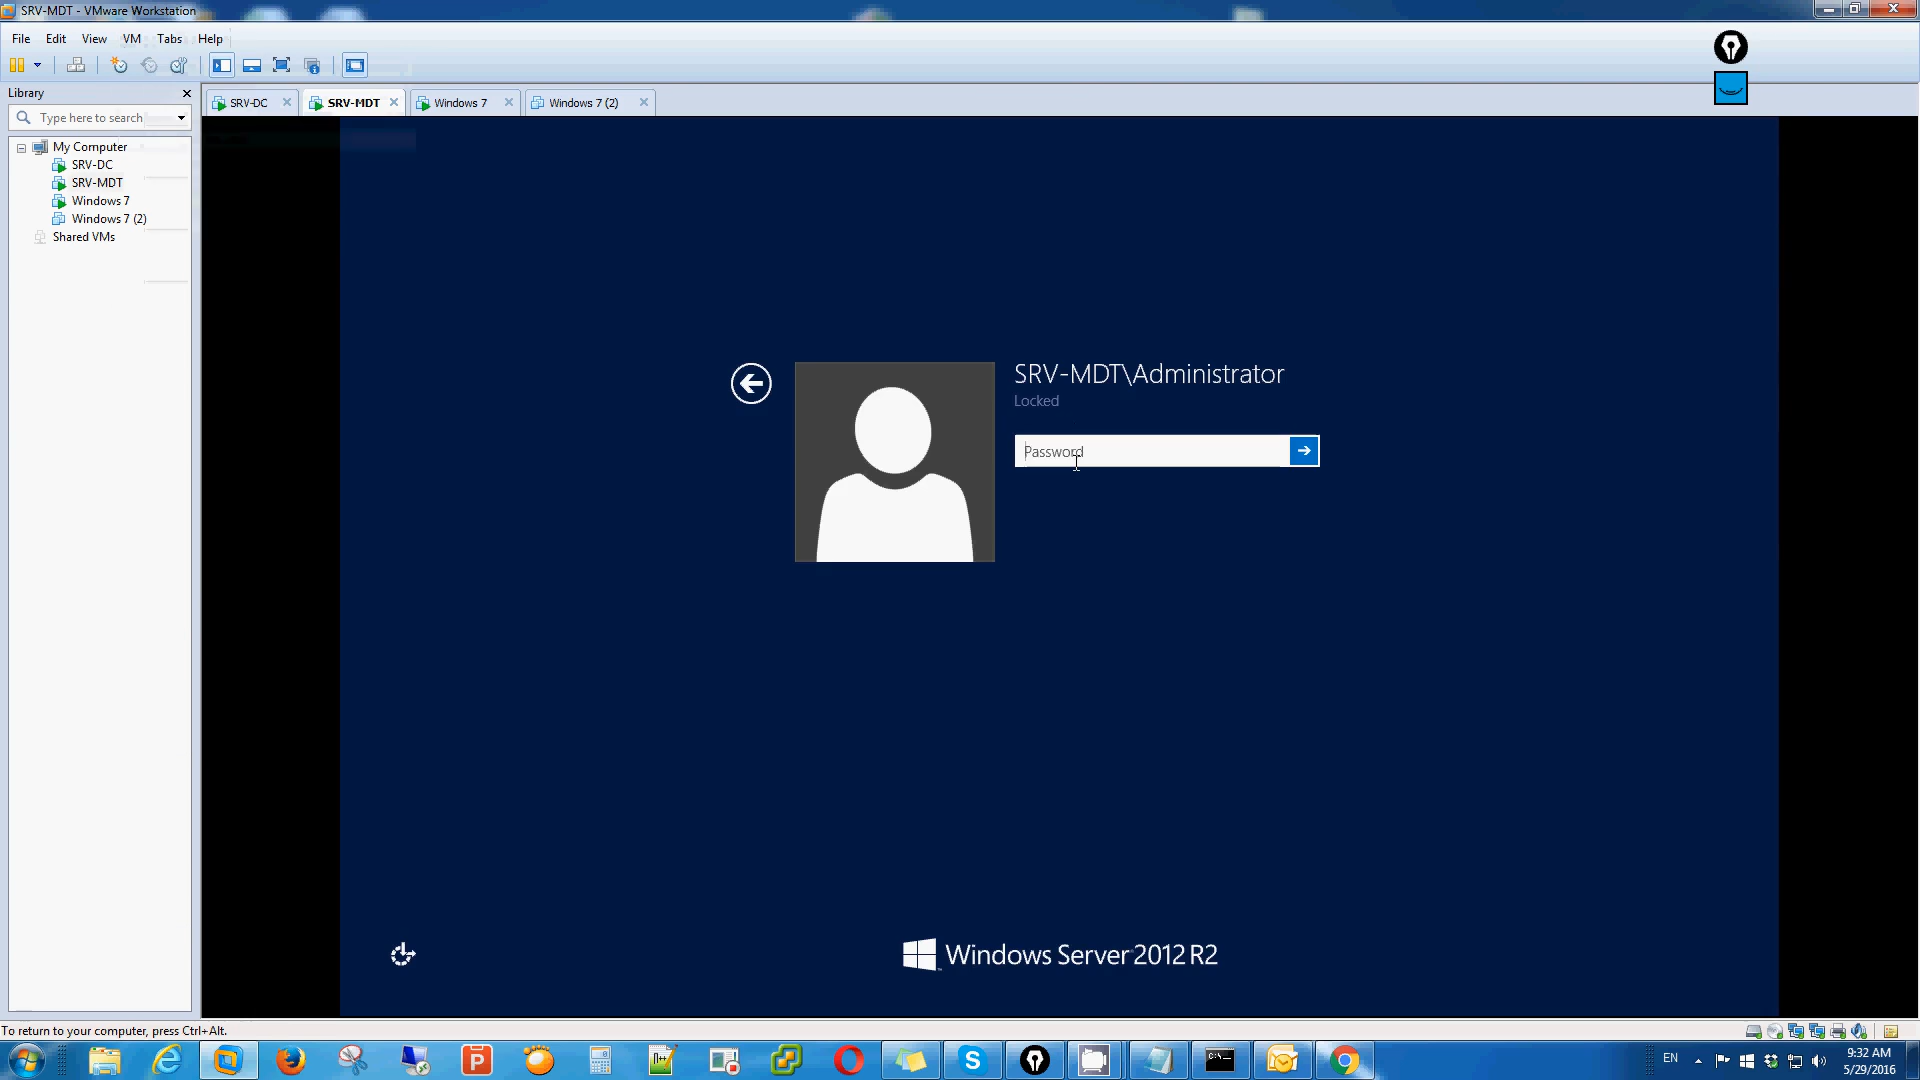 SRV-MDT - VMware Workstation
File Edit View VM Tabs Help
Library
Type here to search
SRV-DC SRV-MDT Windows 7 Windows 7 (2)
My Computer
SRV-DC
SRV-MDT
Windows 7
Windows 7 (2)
Shared VMs
SRV-MDT\Administrator
Locked
Password
Windows Server 2012 R2
To return to your computer, press Ctrl+Alt.
EN
9:32 AM
5/29/2016